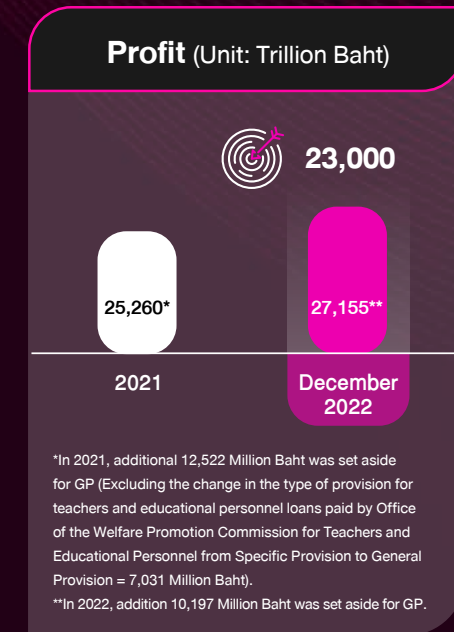 Profit (Unit: Trillion Baht)
23,000
25,260*
27,155**
2021
December
2022
*In 2021, additional 12,522 Million Baht was set aside
for GP (Excluding the change in the type of provision for
teachers and educational personnel loans paid by Office
of the Welfare Promotion Commission for Teachers and
Educational Personnel from Specific Provision to General
Provision = 7,031 Million Baht).
**In 2022, addition 10,197 Million Baht was set aside for GP.